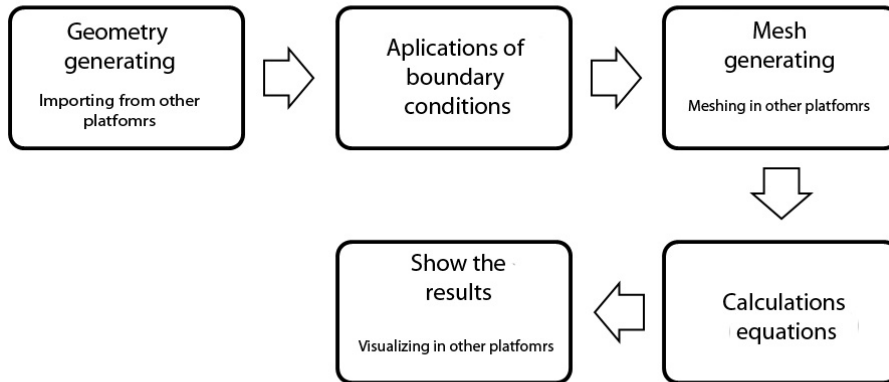 Geometry
generating
Importing from other
platfomrs
Aplications of
boundary
conditions
Mesh
generating
Meshing in other platfomrs
Show the
results
Visualizing in other platfomrs
Calculations
equations